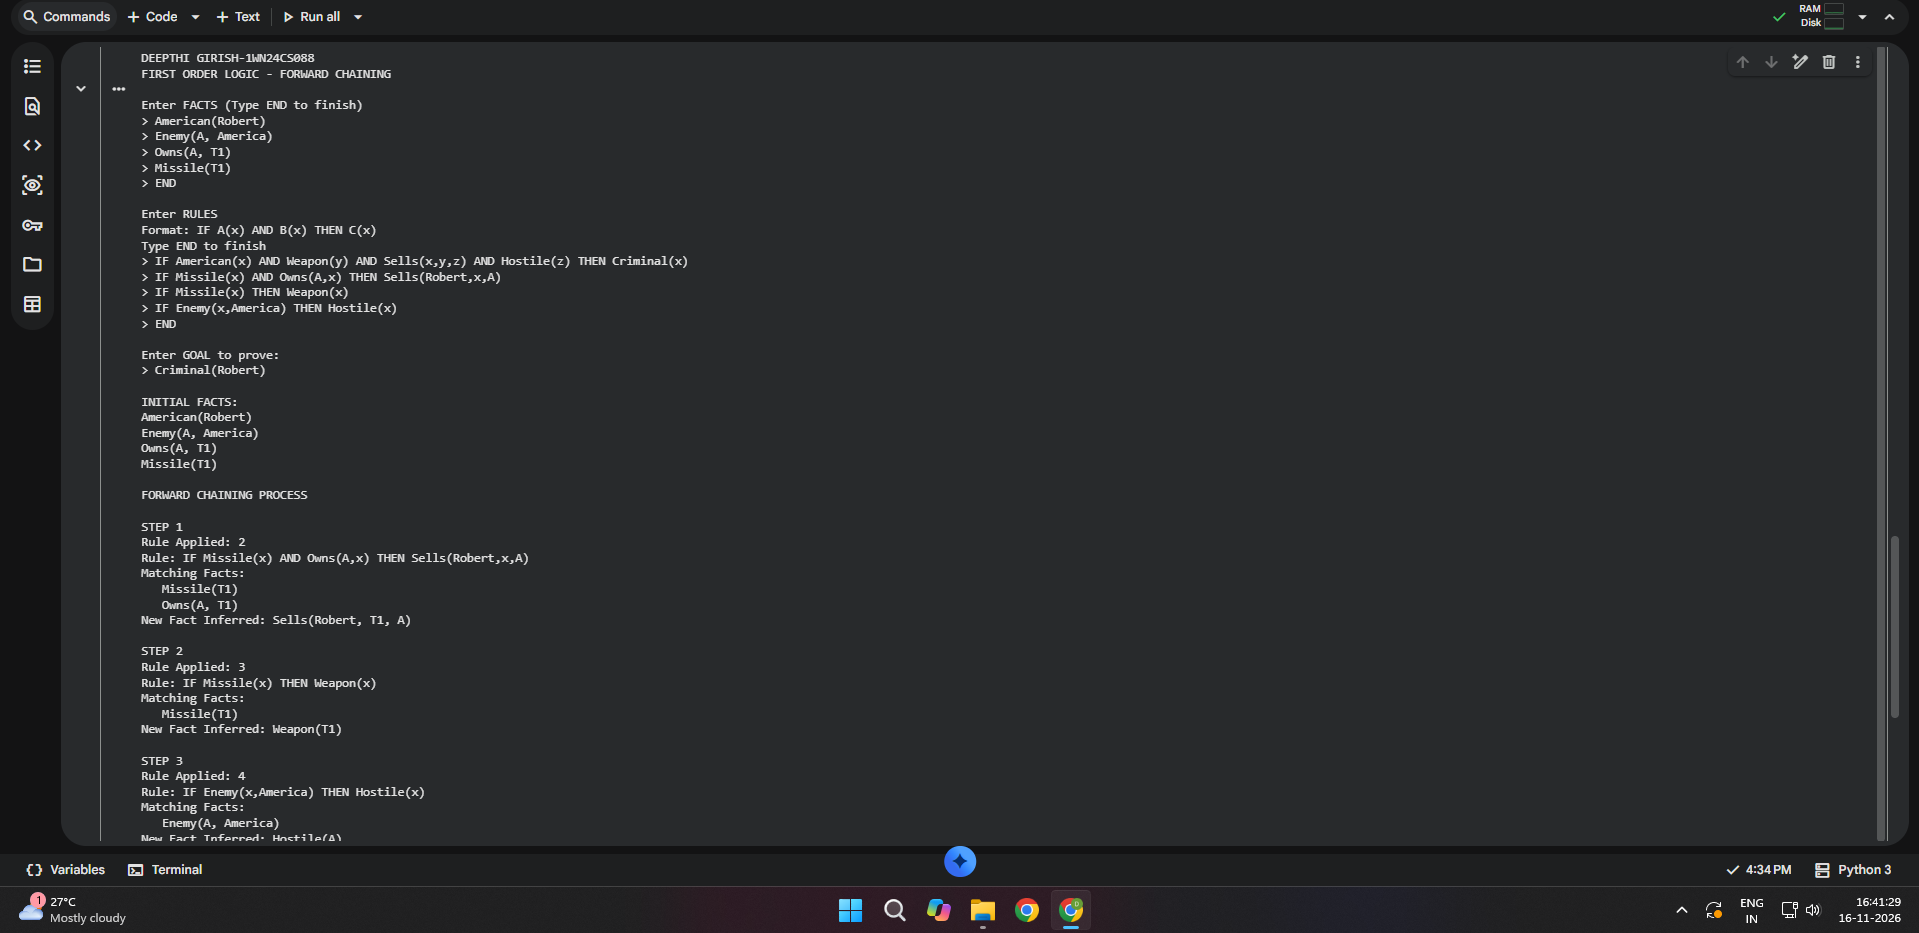 Commands + Code + Text Run all
RAM
Disk
DEEPTHI GIRISH-1WN24CS088
FIRST ORDER LOGIC - FORWARD CHAINING
Enter FACTS (Type END to finish)
> American(Robert)
> Enemy(A, America)
> Owns(A, T1)
> Missile(T1)
> END
Enter RULES
Format: IF A(x) AND B(x) THEN C(x)
Type END to finish
> IF American(x) AND Weapon(y) AND Sells(x,y,z) AND Hostile(z) THEN Criminal(x)
> IF Missile(x) AND Owns(A,x) THEN Sells(Robert,x,A)
> IF Missile(x) THEN Weapon(x)
> IF Enemy(x,America) THEN Hostile(x)
> END
Enter GOAL to prove:
> Criminal(Robert)
INITIAL FACTS:
American(Robert)
Enemy(A, America)
Owns(A, T1)
Missile(T1)
FORWARD CHAINING PROCESS
STEP 1
Rule Applied: 2
Rule: IF Missile(x) AND Owns(A,x) THEN Sells(Robert,x,A)
Matching Facts:
Missile(T1)
Owns(A, T1)
New Fact Inferred: Sells(Robert, T1, A)
STEP 2
Rule Applied: 3
Rule: IF Missile(x) THEN Weapon(x)
Matching Facts:
Missile(T1)
New Fact Inferred: Weapon(T1)
STEP 3
Rule Applied: 4
Rule: IF Enemy(x,America) THEN Hostile(x)
Matching Facts:
Enemy(A, America)
New Fact Inferred: Hostile(A)
{} Variables Terminal
4:34 PM Python 3
1
27°C
Mostly cloudy
ENG
IN
16:41:29
16-11-2026